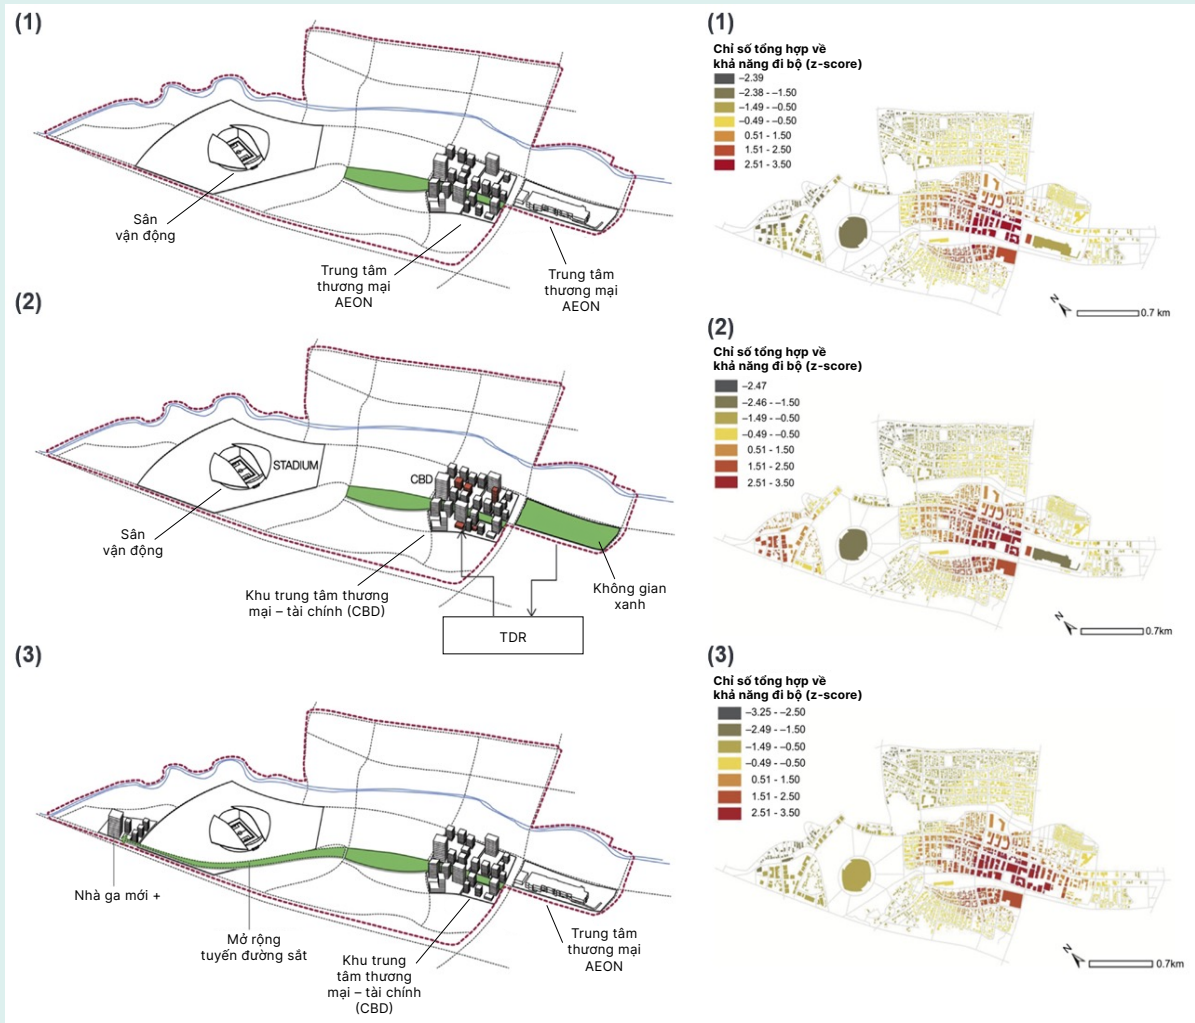 (1)
Sân
vận động
Trung tâm
thương mại
AEON
Trung tâm
thương mại
AEON
(2)
STADIUM
CBD
Sân
vận động
Khu trung tâm thương
mại – tài chính (CBD)
Không gian
xanh
TDR
(3)
Nhà ga mới +
Mở rộng
tuyến đường sắt
Khu trung
tâm thương
mại – tài chính
(CBD)
Trung tâm
thương mại
AEON
(1)
Chỉ số tổng hợp về
khả năng đi bộ (z-score)
–2.39
–2.38 - –1.50
–1.49 - –0.50
–0.49 - –0.50
0.51 - 1.50
1.51 - 2.50
2.51 - 3.50
N
0.7 km
(2)
Chỉ số tổng hợp về
khả năng đi bộ (z-score)
–2.47
–2.46 - –1.50
–1.49 - –0.50
–0.49 - –0.50
0.51 - 1.50
1.51 - 2.50
2.51 - 3.50
N
0.7km
(3)
Chỉ số tổng hợp về
khả năng đi bộ (z-score)
–3.25 - –2.50
–2.49 - –1.50
–1.49 - –0.50
–0.49 - –0.50
0.51 - 1.50
1.51 - 2.50
2.51 - 3.50
N
0.7km